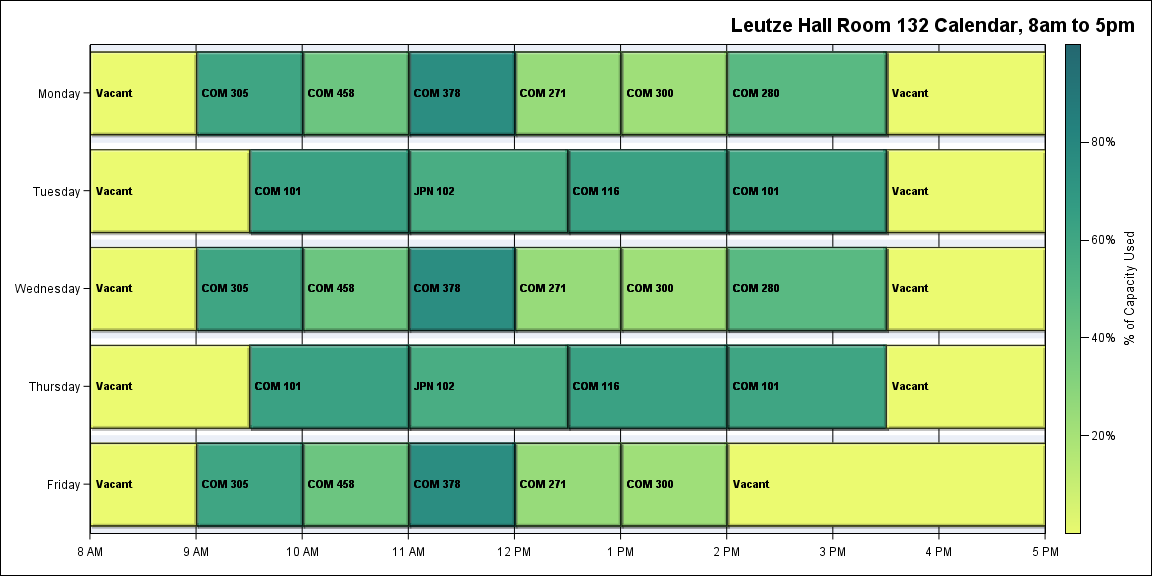 Leutze Hall Room 132 Calendar, 8am to 5pm
Monday Vacant COM 305 COM 458 COM 378 COM 271 COM 300 COM 280 Vacant
Tuesday Vacant COM 101 JPN 102 COM 116 COM 101 Vacant
Wednesday Vacant COM 305 COM 458 COM 378 COM 271 COM 300 COM 280 Vacant
Thursday Vacant COM 101 JPN 102 COM 116 COM 101 Vacant
Friday Vacant COM 305 COM 458 COM 378 COM 271 COM 300 Vacant
8 AM 9 AM 10 AM 11 AM 12 PM 1 PM 2 PM 3 PM 4 PM 5 PM
80%
60%
40%
20%
% of Capacity Used